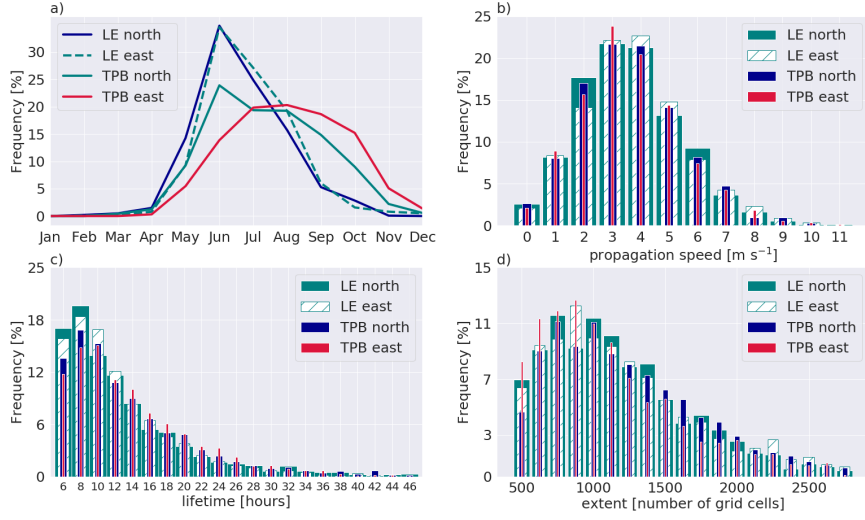 a)
LE north
LE east
TPB north
TPB east
Frequency [%]
35
30
25
20
15
10
5
0
Jan Feb Mar Apr May Jun Jul Aug Sep Oct Nov Dec
b)
LE north
LE east
TPB north
TPB east
Frequency [%]
25
20
15
10
5
0
0 1 2 3 4 5 6 7 8 9 10 11
propagation speed [m s⁻¹]
c)
LE north
LE east
TPB north
TPB east
Frequency [%]
25
18
12
6
0
6 8 10 12 14 16 18 20 22 24 26 28 30 32 34 36 38 40 42 44 46
lifetime [hours]
d)
LE north
LE east
TPB north
TPB east
Frequency [%]
15
11
7
3
0
500 1000 1500 2000 2500
extent [number of grid cells]